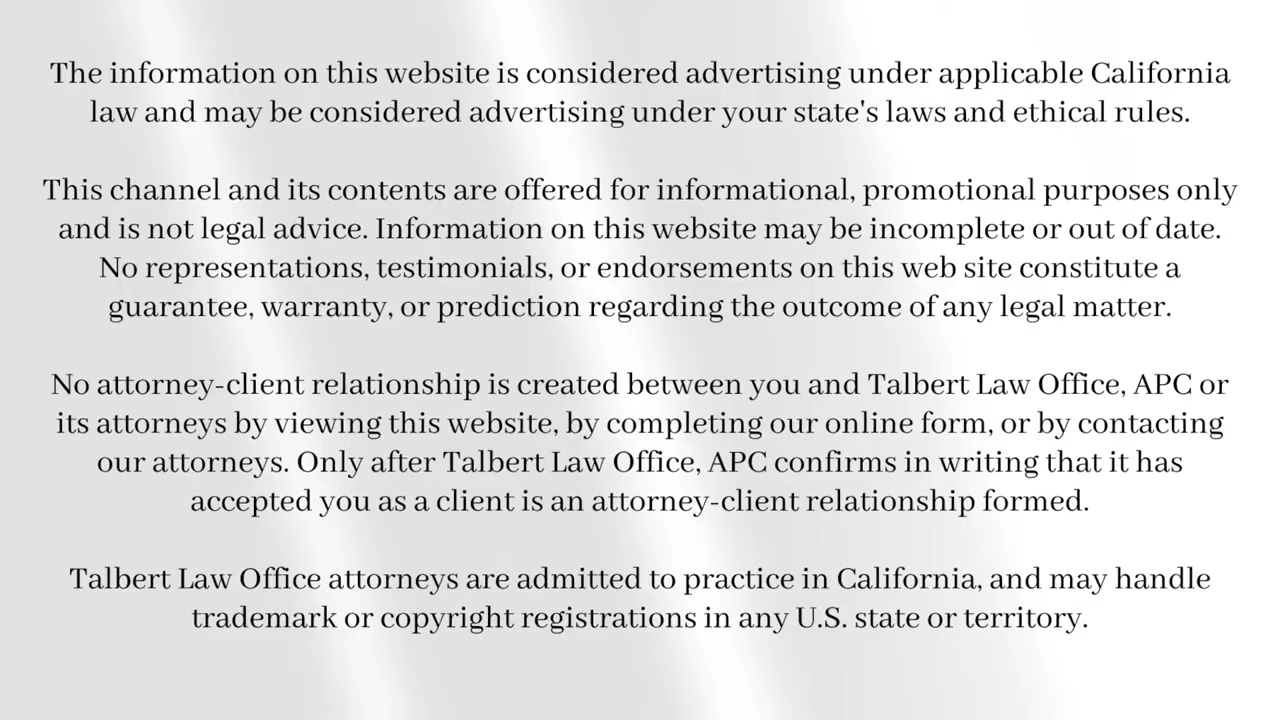 The information on this website is considered advertising under applicable California
law and may be considered advertising under your state's laws and ethical rules.
This channel and its contents are offered for informational, promotional purposes only
and is not legal advice. Information on this website may be incomplete or out of date.
No representations, testimonials, or endorsements on this web site constitute a
guarantee, warranty, or prediction regarding the outcome of any legal matter.
No attorney-client relationship is created between you and Talbert Law Office, APC or
its attorneys by viewing this website, by completing our online form, or by contacting
our attorneys. Only after Talbert Law Office, APC confirms in writing that it has
accepted you as a client is an attorney-client relationship formed.
Talbert Law Office attorneys are admitted to practice in California, and may handle
trademark or copyright registrations in any U.S. state or territory.